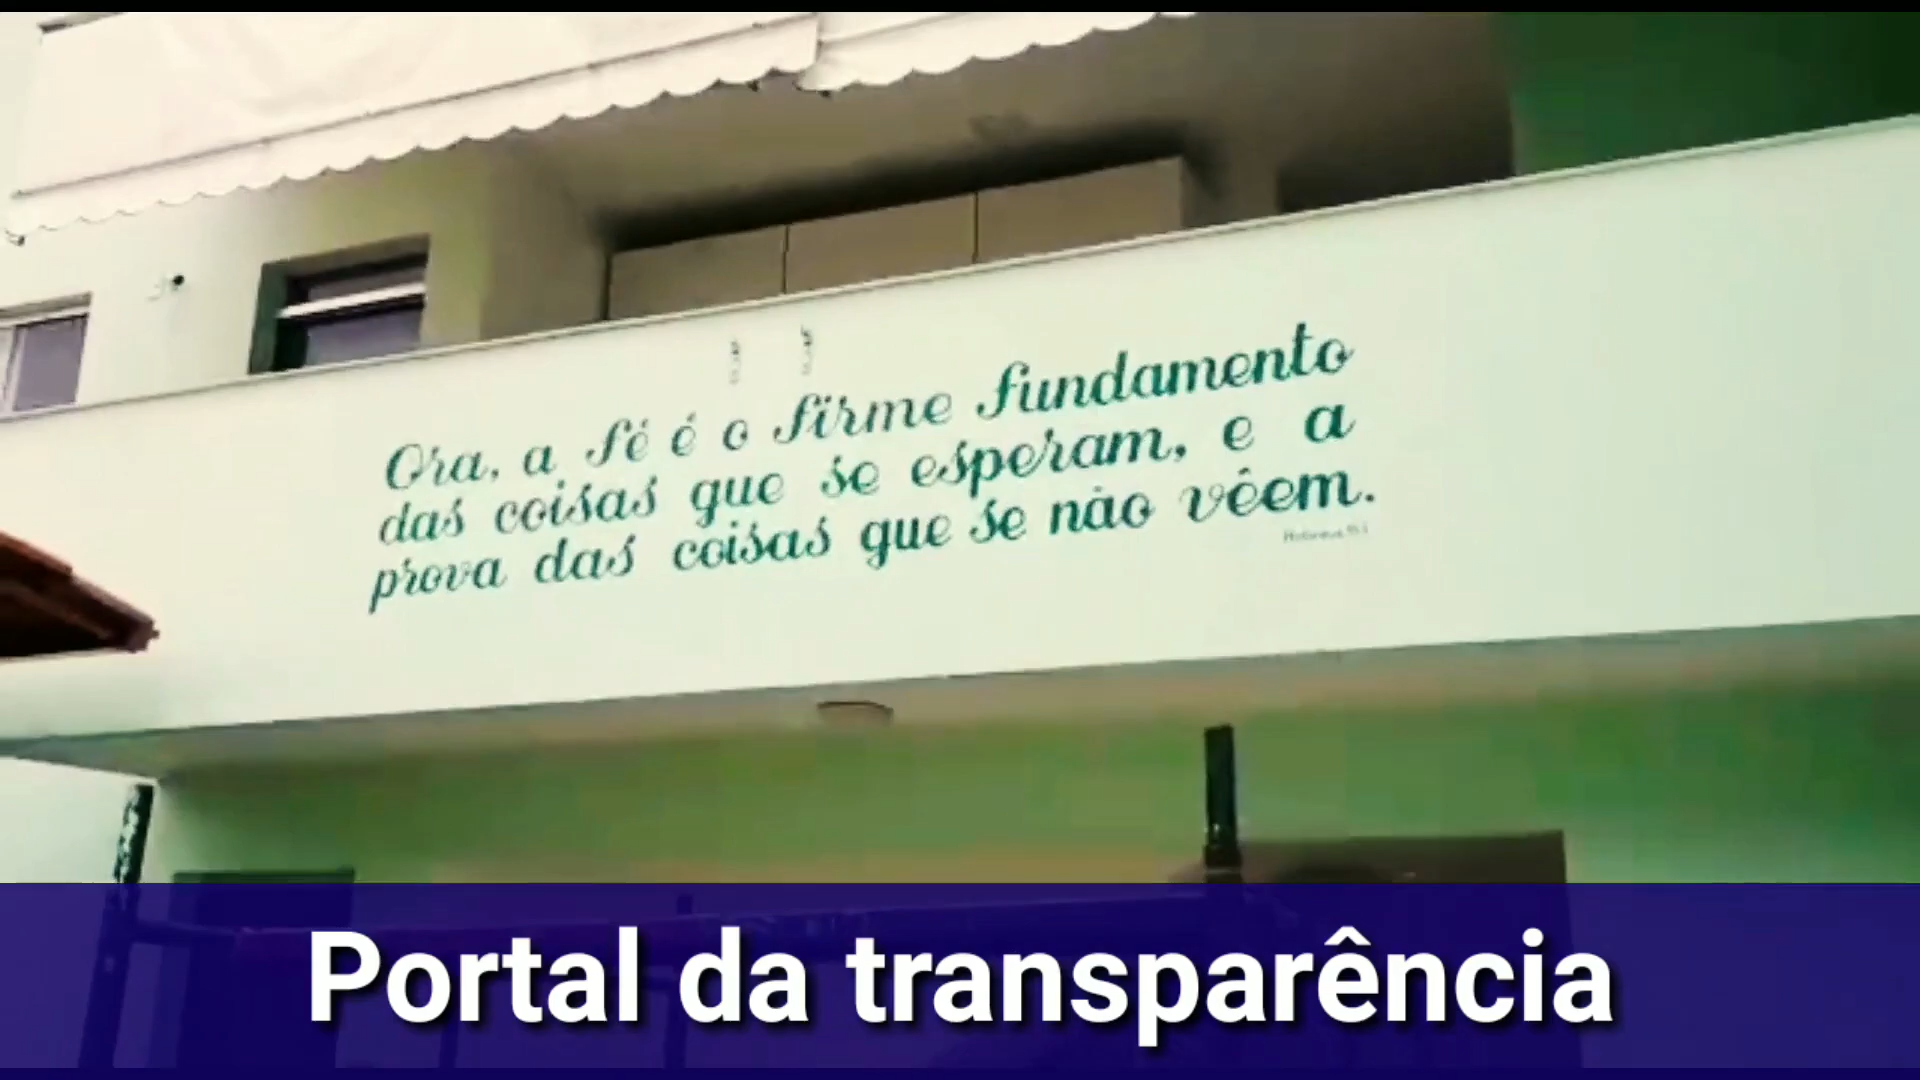 Ora, a fé é o firme fundamento
das coisas que se esperam, e a
prova das coisas que se não vêem.
Portal da transparência